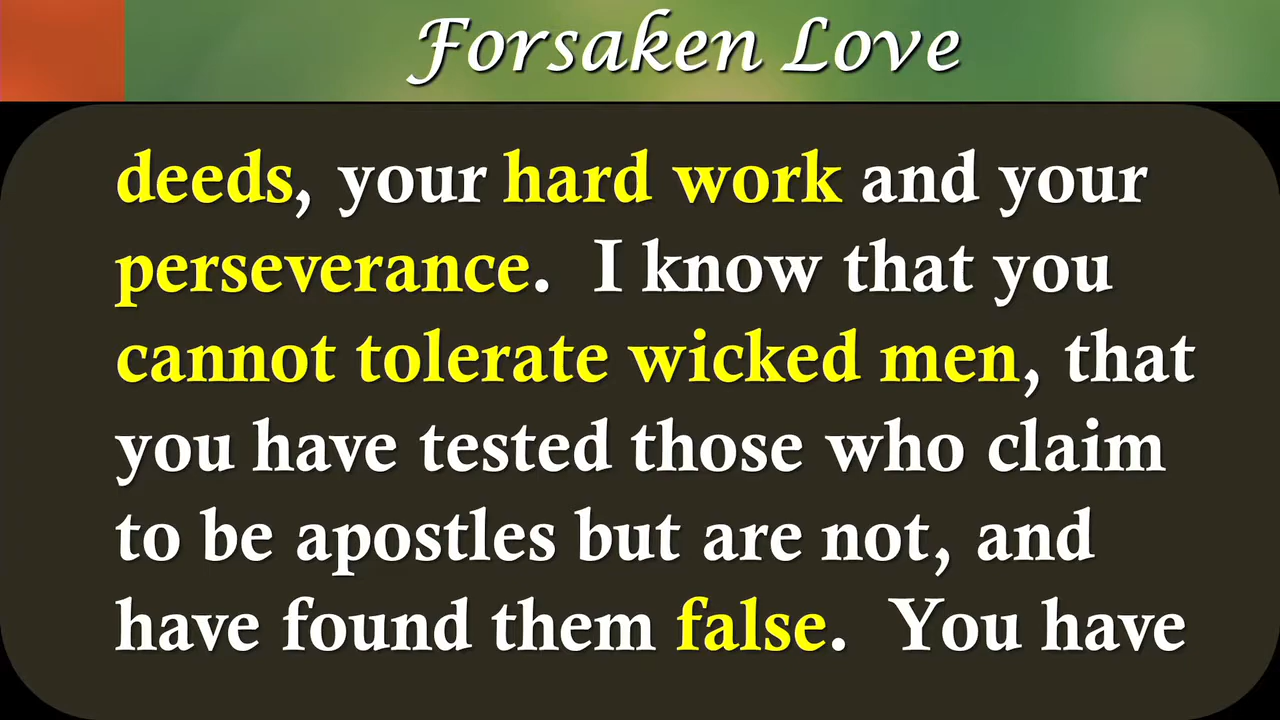 Forsaken Love
deeds, your hard work and your
perseverance.  I know that you
cannot tolerate wicked men, that
you have tested those who claim
to be apostles but are not, and
have found them false.  You have